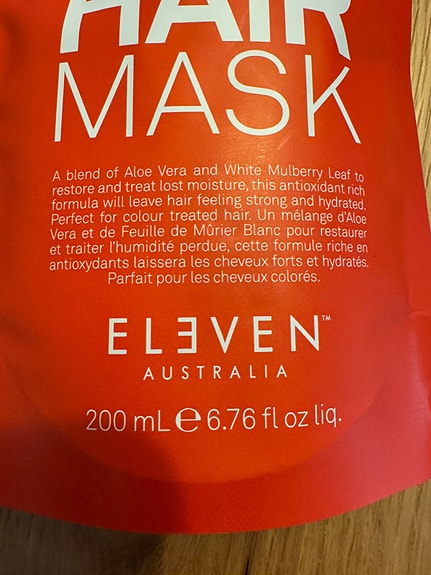 HAIR
MASK
A blend of Aloe Vera and White Mulberry Leaf to
restore and treat lost moisture, this antioxidant rich
formula will leave hair feeling strong and hydrated.
Perfect for colour treated hair. Un mélange d'Aloe
Vera et de Feuille de Mûrier Blanc pour restaurer
et traiter l'humidité perdue, cette formule riche en
antioxydants laissera les cheveux forts et hydratés.
Parfait pour les cheveux colorés.
ELEVEN™
AUSTRALIA
200 mL ℮ 6.76 fl oz liq.